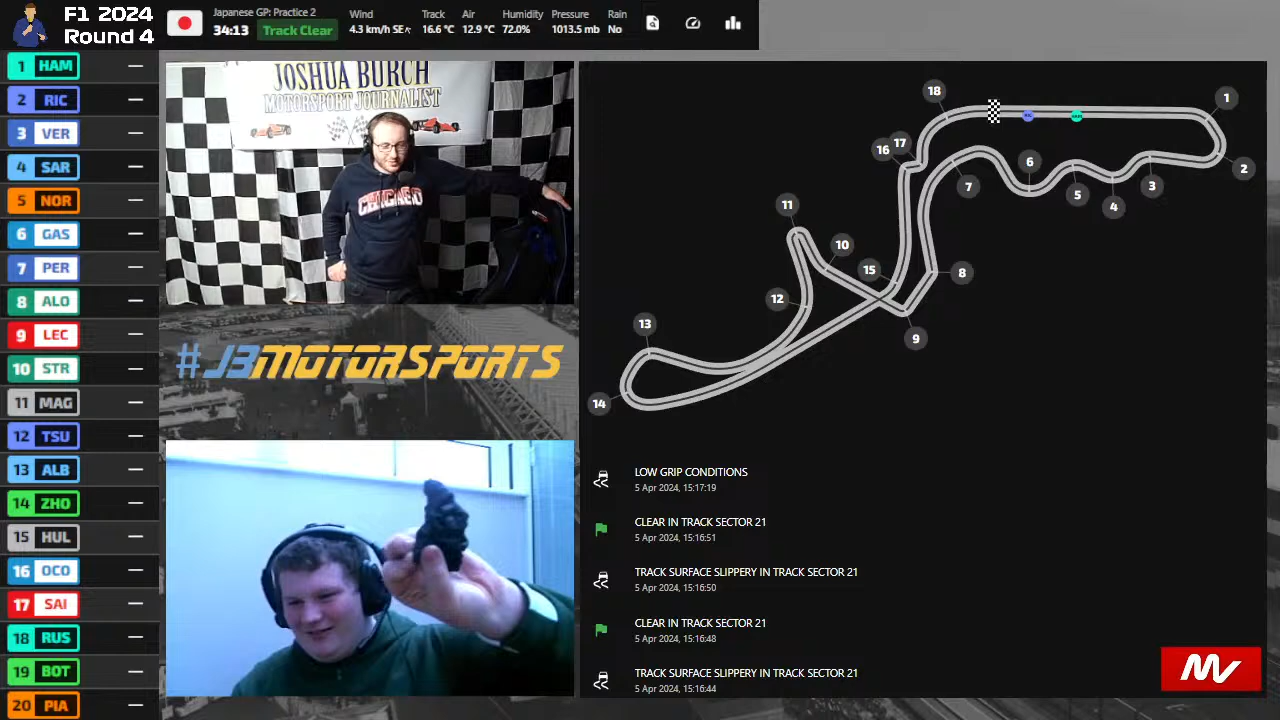 F1 2024
Round 4
Japanese GP: Practice 2
34:13
Track Clear
Wind
4.3 km/h SE
Track
16.6 °C
Air
12.9 °C
Humidity
72.0%
Pressure
1013.5 mb
Rain
No
1 HAM —
2 RIC —
3 VER —
4 SAR —
5 NOR —
6 GAS —
7 PER —
8 ALO —
9 LEC —
10 STR —
11 MAG —
12 TSU —
13 ALB —
14 ZHO —
15 HUL —
16 OCO —
17 SAI —
18 RUS —
19 BOT —
20 PIA —
JOSHUA BURCH
MOTORSPORT JOURNALIST
CHICAGO
#JBMOTORSPORTS
18
1
RIC
HAM
16
17
6
2
7
5
4
3
11
10
15
8
12
9
13
14
LOW GRIP CONDITIONS
5 Apr 2024, 15:17:19
CLEAR IN TRACK SECTOR 21
5 Apr 2024, 15:16:51
TRACK SURFACE SLIPPERY IN TRACK SECTOR 21
5 Apr 2024, 15:16:50
CLEAR IN TRACK SECTOR 21
5 Apr 2024, 15:16:48
TRACK SURFACE SLIPPERY IN TRACK SECTOR 21
5 Apr 2024, 15:16:44
MV